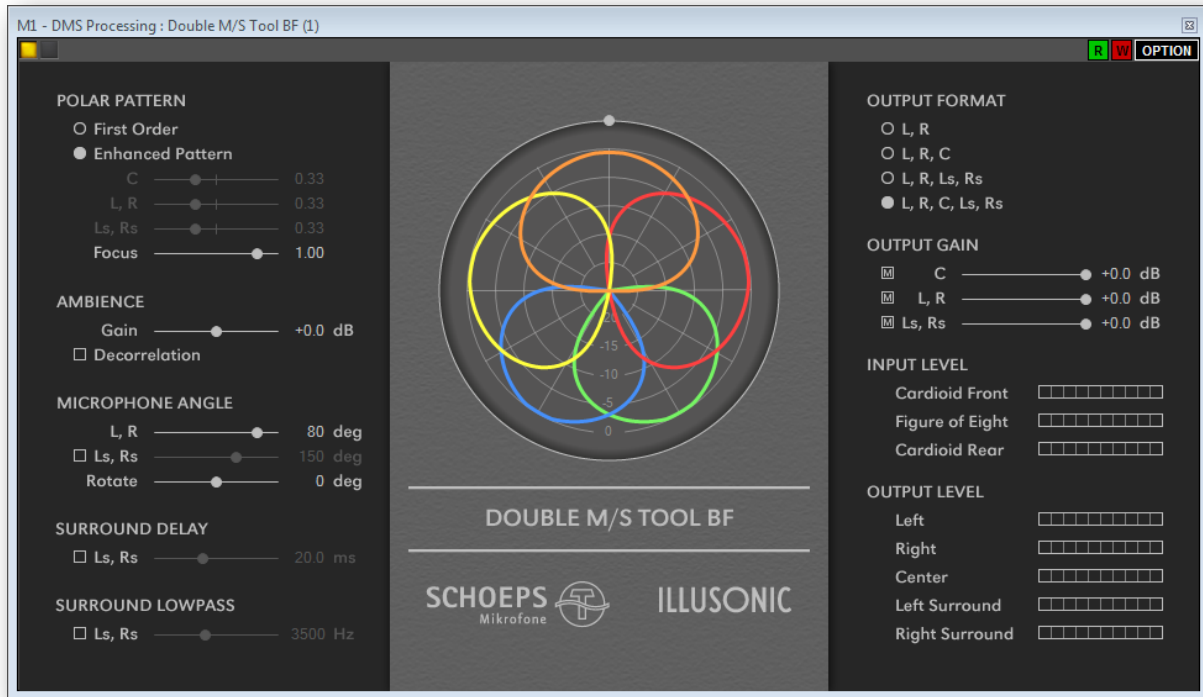 M1 - DMS Processing : Double M/S Tool BF (1)
R W OPTION
POLAR PATTERN
First Order
Enhanced Pattern
C 0.33
L, R 0.33
Ls, Rs 0.33
Focus 1.00
AMBIENCE
Gain +0.0 dB
Decorrelation
MICROPHONE ANGLE
L, R 80 deg
Ls, Rs 150 deg
Rotate 0 deg
SURROUND DELAY
Ls, Rs 20.0 ms
SURROUND LOWPASS
Ls, Rs 3500 Hz
-15
-10
-5
0
DOUBLE M/S TOOL BF
SCHOEPS
Mikrofone
ILLUSONIC
OUTPUT FORMAT
L, R
L, R, C
L, R, Ls, Rs
L, R, C, Ls, Rs
OUTPUT GAIN
M C +0.0 dB
M L, R +0.0 dB
M Ls, Rs +0.0 dB
INPUT LEVEL
Cardioid Front
Figure of Eight
Cardioid Rear
OUTPUT LEVEL
Left
Right
Center
Left Surround
Right Surround